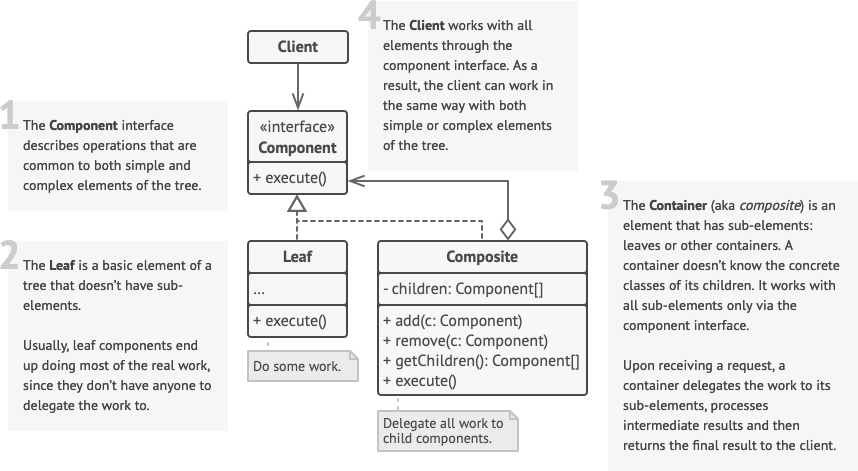 4
The Client works with all
elements through the
component interface. As a
result, the client can work in
the same way with both
simple or complex elements
of the tree.
Client
1
The Component interface
describes operations that are
common to both simple and
complex elements of the tree.
«interface»
Component
+ execute()
2
The Leaf is a basic element of a
tree that doesn't have sub-
elements.
Usually, leaf components end
up doing most of the real work,
since they don't have anyone to
delegate the work to.
Leaf
...
+ execute()
Do some work.
Composite
- children: Component[]
+ add(c: Component)
+ remove(c: Component)
+ getChildren(): Component[]
+ execute()
Delegate all work to
child components.
3
The Container (aka composite) is an
element that has sub-elements:
leaves or other containers. A
container doesn't know the concrete
classes of its children. It works with
all sub-elements only via the
component interface.
Upon receiving a request, a
container delegates the work to its
sub-elements, processes
intermediate results and then
returns the final result to the client.